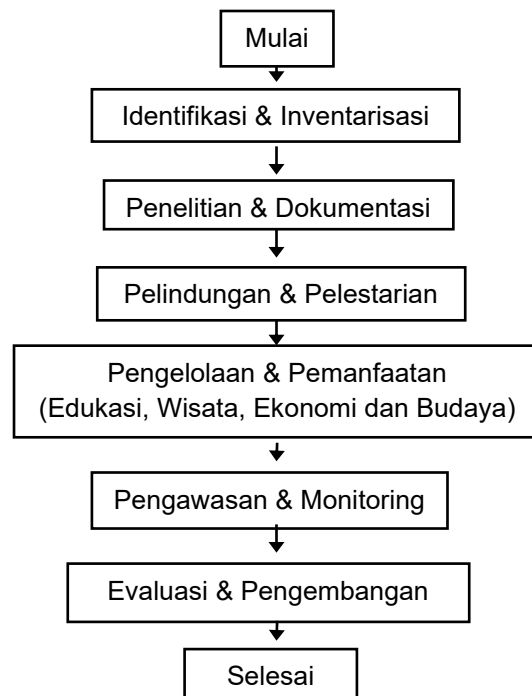 Mulai
Identifikasi & Inventarisasi
Penelitian & Dokumentasi
Pelindungan & Pelestarian
Pengelolaan & Pemanfaatan
(Edukasi, Wisata, Ekonomi dan Budaya)
Pengawasan & Monitoring
Evaluasi & Pengembangan
Selesai